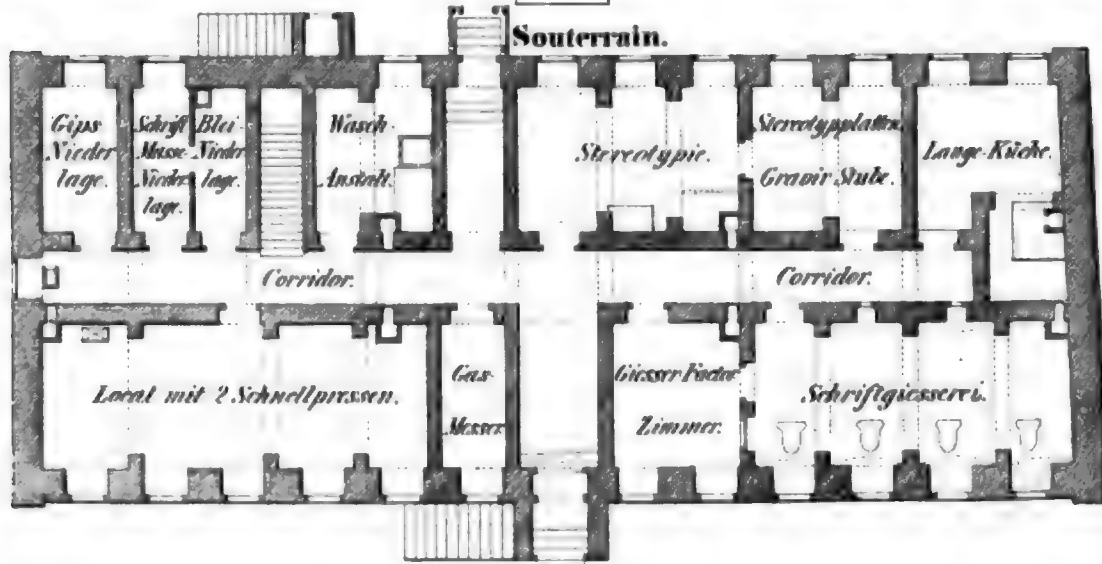 Souterrain.
Gips
Nieder
lage.
Schrift
Masse
Nieder
lage.
Blei
Nieder
lage.
Wasch
Anstalt.
Stereotypie.
Stereotypplatten
Gravir Stube.
Lange-Küche.
Corridor.
Corridor.
Local mit 2 Schnellpressen.
Gas-
Messer
Giesser Factor
Zimmer.
Schriftgiesserei.